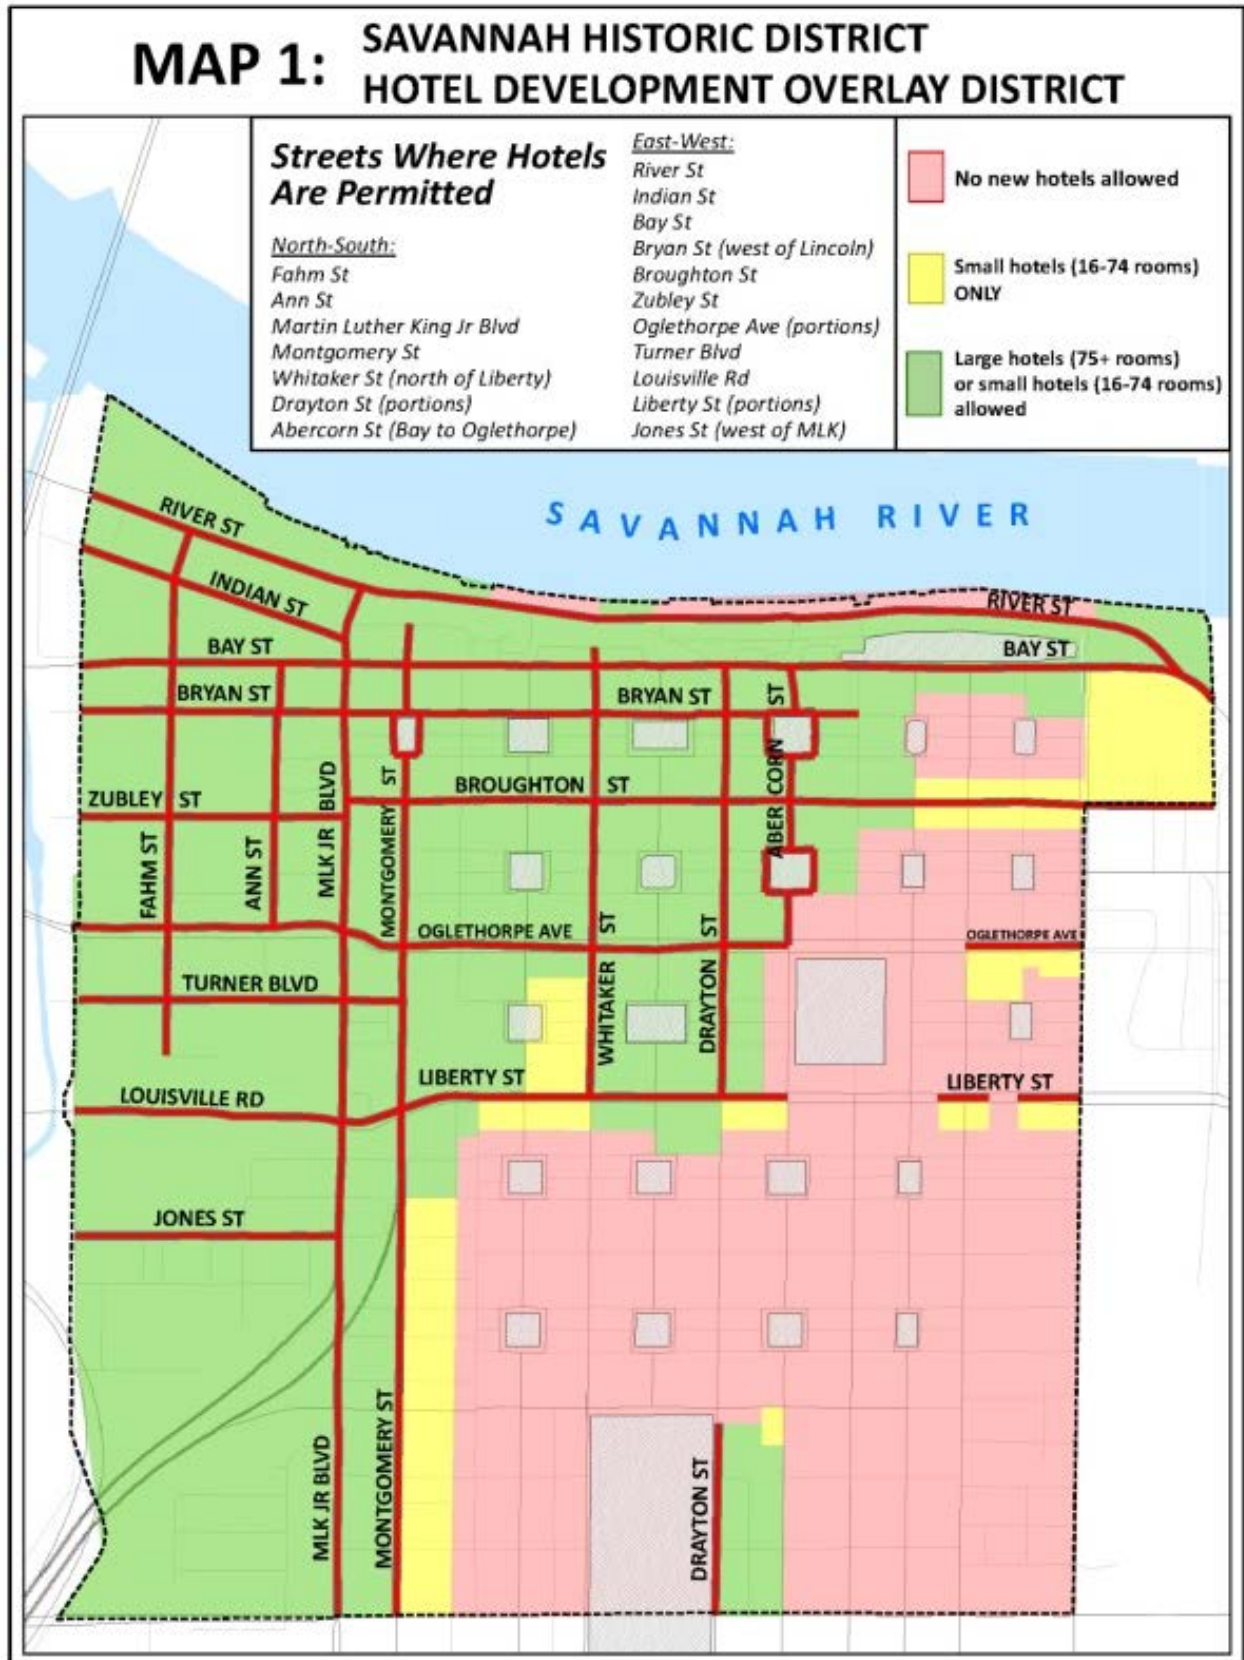 MAP 1:
SAVANNAH HISTORIC DISTRICT
HOTEL DEVELOPMENT OVERLAY DISTRICT
Streets Where Hotels
Are Permitted
North-South:
Fahm St
Ann St
Martin Luther King Jr Blvd
Montgomery St
Whitaker St (north of Liberty)
Drayton St (portions)
Abercorn St (Bay to Oglethorpe)
East-West:
River St
Indian St
Bay St
Bryan St (west of Lincoln)
Broughton St
Zubley St
Oglethorpe Ave (portions)
Turner Blvd
Louisville Rd
Liberty St (portions)
Jones St (west of MLK)
No new hotels allowed
Small hotels (16-74 rooms)
ONLY
Large hotels (75+ rooms)
or small hotels (16-74 rooms)
allowed
SAVANNAH RIVER
RIVER ST
INDIAN ST
RIVER ST
BAY ST
BAY ST
BRYAN ST
BRYAN ST
ZUBLEY ST
BROUGHTON ST
FAHM ST
ANN ST
MLK JR BLVD
MONTGOMERY ST
ABER CORN ST
OGLETHORPE AVE
OGLETHORPE AVE
WHITAKER ST
DRAYTON ST
TURNER BLVD
LIBERTY ST
LIBERTY ST
LOUISVILLE RD
JONES ST
MLK JR BLVD
MONTGOMERY ST
DRAYTON ST